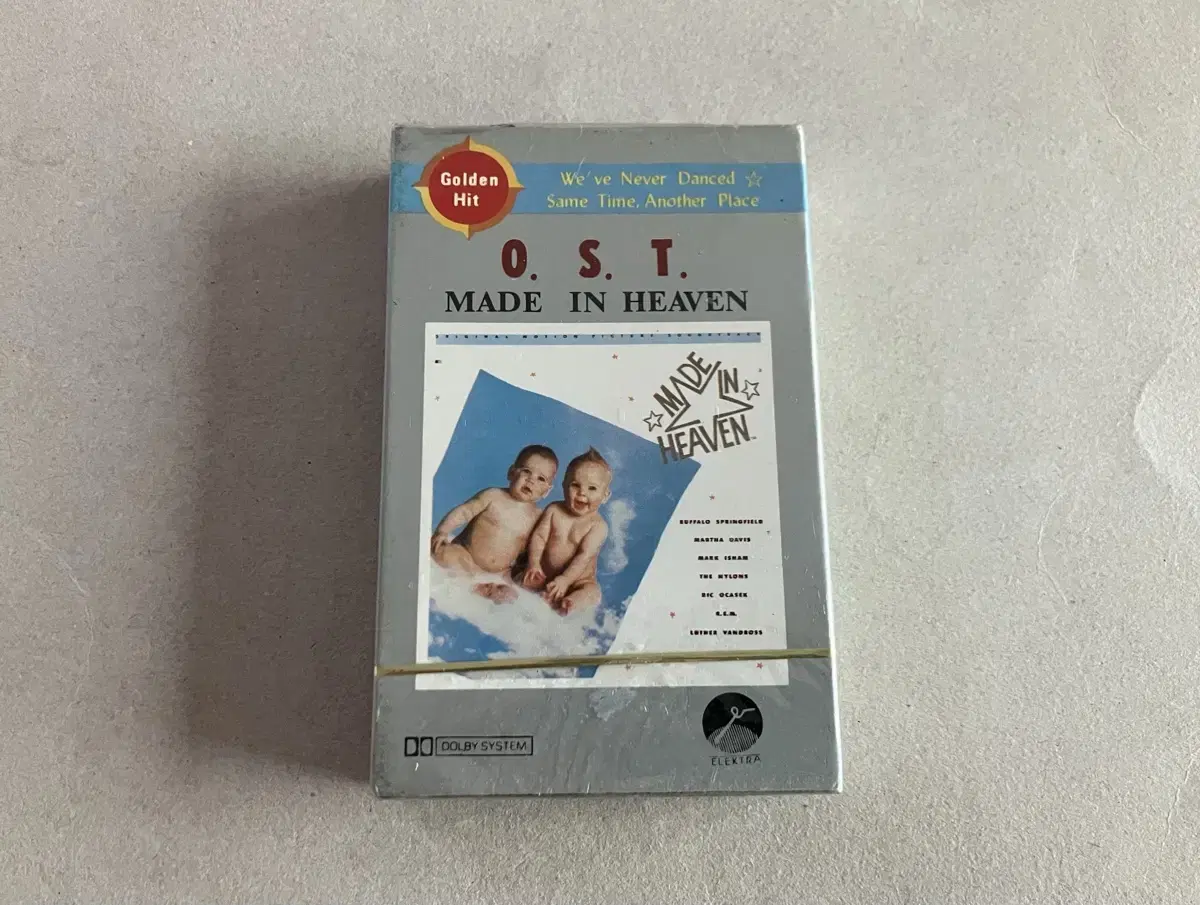 Golden
Hit
We've Never Danced ☆
Same Time, Another Place
O. S. T.
MADE IN HEAVEN
ORIGINAL MOTION PICTURE SOUNDTRACK
MADE IN
HEAVEN
BUFFALO SPRINGFIELD
MARTHA DAVIS
MARK ISHAM
THE NYLONS
RIC OCASEK
R.E.M.
LUTHER VANDROSS
DOLBY SYSTEM
ELEKTRA